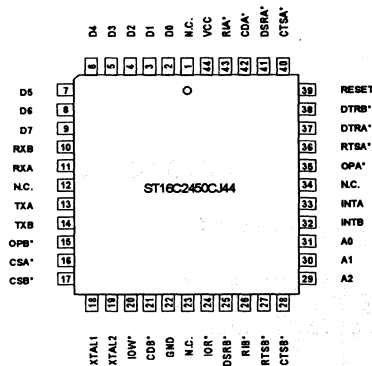 D4 D3 D2 D1 D0 N.C. VCC RIA* CDA* DSRA* CTSA*
6 5 4 3 2 1 44 43 42 41 40
D5 7 39 RESET
D6 8 38 DTRB*
D7 9 37 DTRA*
RXB 10 36 RTSA*
RXA 11 35 OPA*
N.C. 12 ST16C2450CJ44 34 N.C.
TXA 13 33 INTA
TXB 14 32 INTB
OPB* 15 31 A0
CSA* 16 30 A1
CSB* 17 29 A2
18 19 20 21 22 23 24 25 26 27 28
XTAL1 XTAL2 IOW* CDB* GND N.C. IOR* DSRB* RIB* RTSB* CTSB*